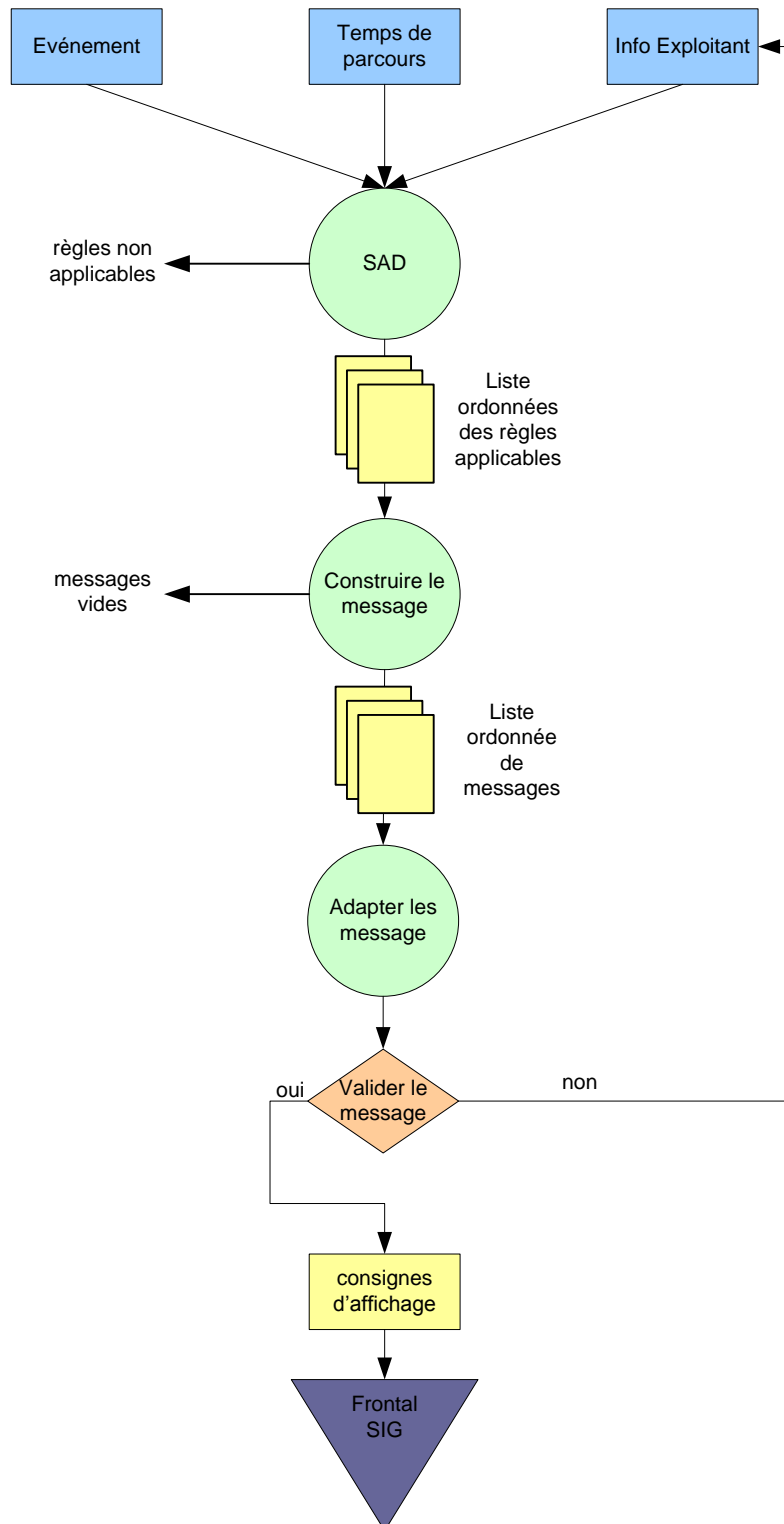 Evénement
Temps de
parcours
Info Exploitant
règles non
applicables
SAD
Liste
ordonnées
des règles
applicables
messages
vides
Construire le
message
Liste
ordonnée
de
messages
Adapter les
message
oui
Valider le
message
non
consignes
d'affichage
Frontal
SIG